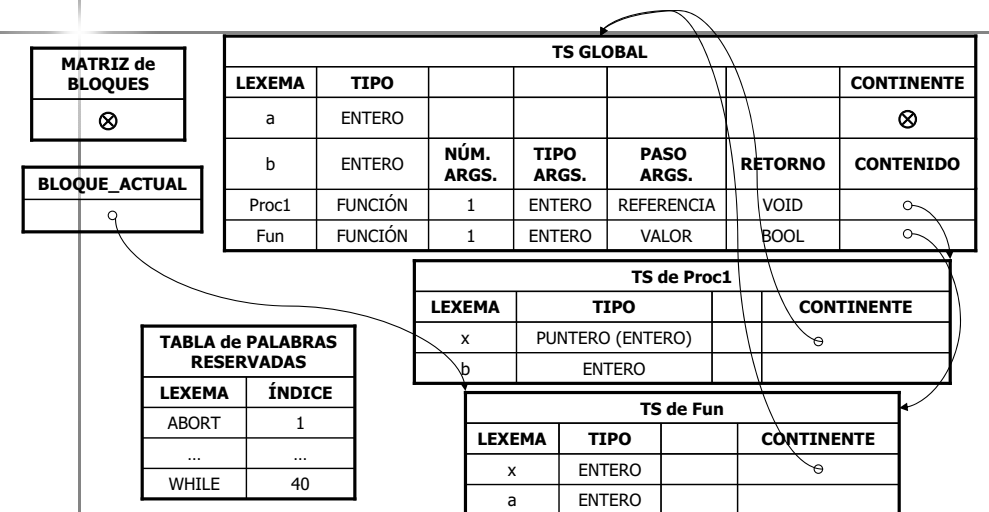 MATRIZ de
BLOQUES
BLOQUE_ACTUAL
TS GLOBAL
LEXEMA TIPO CONTINENTE
a ENTERO
b ENTERO NÚM. ARGS. TIPO ARGS. PASO ARGS. RETORNO CONTENIDO
Proc1 FUNCIÓN 1 ENTERO REFERENCIA VOID
Fun FUNCIÓN 1 ENTERO VALOR BOOL
TS de Proc1
LEXEMA TIPO CONTINENTE
x PUNTERO (ENTERO)
b ENTERO
TABLA de PALABRAS
RESERVADAS
LEXEMA ÍNDICE
ABORT 1
... ...
WHILE 40
TS de Fun
LEXEMA TIPO CONTINENTE
x ENTERO
a ENTERO